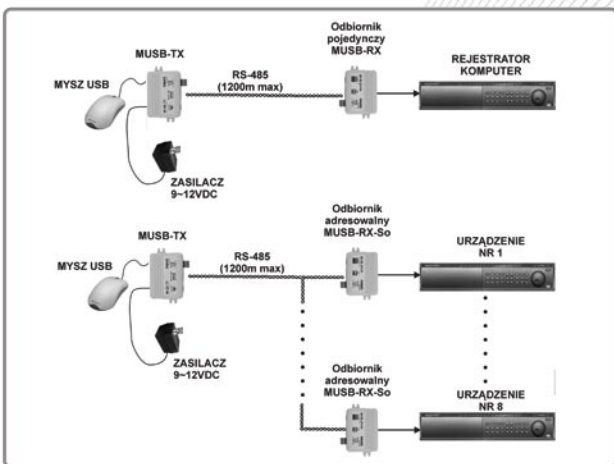 Odbiornik
pojedynczy
MUSB-RX
MUSB-TX
REJESTRATOR
KOMPUTER
RS-485
(1200m max)
MYSZ USB
ZASILACZ
9~12VDC
Odbiornik
adresowalny
MUSB-RX-So
MUSB-TX
URZĄDZENIE
NR 1
RS-485
(1200m max)
MYSZ USB
ZASILACZ
9~12VDC
Odbiornik
adresowalny
MUSB-RX-So
URZĄDZENIE
NR 8